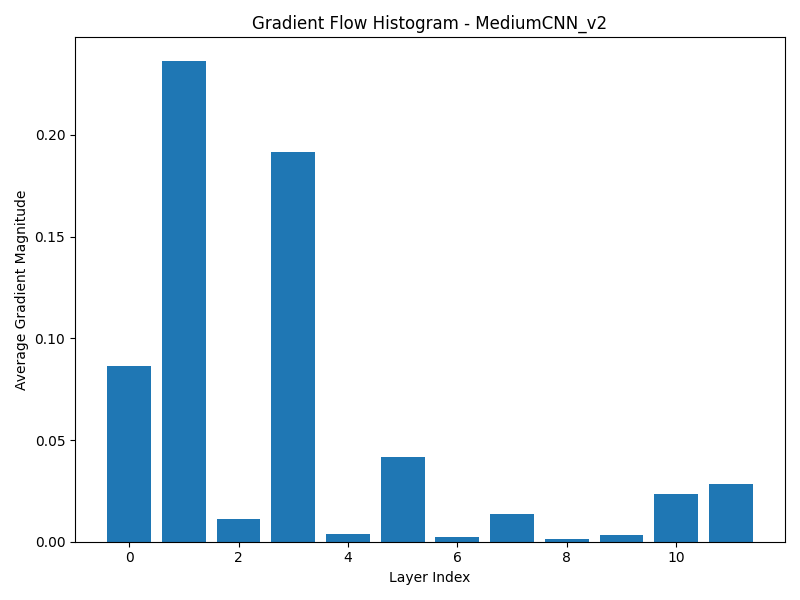 Gradient Flow Histogram - MediumCNN_v2
Average Gradient Magnitude
0.20
0.15
0.10
0.05
0.00
0 2 4 6 8 10
Layer Index